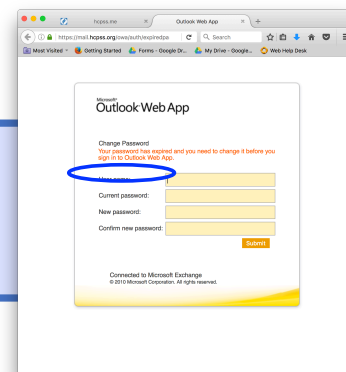 hcpss.me
Outlook Web App
https://mail.hcpss.org/owa/auth/expiredpa
Search
Most Visited
Getting Started
Forms - Google Dr...
My Drive - Google...
Web Help Desk
Microsoft
Outlook Web App
Change Password
Your password has expired and you need to change it before you
sign in to Outlook Web App.
User name:
Current password:
New password:
Confirm new password:
Submit
Connected to Microsoft Exchange
© 2010 Microsoft Corporation. All rights reserved.